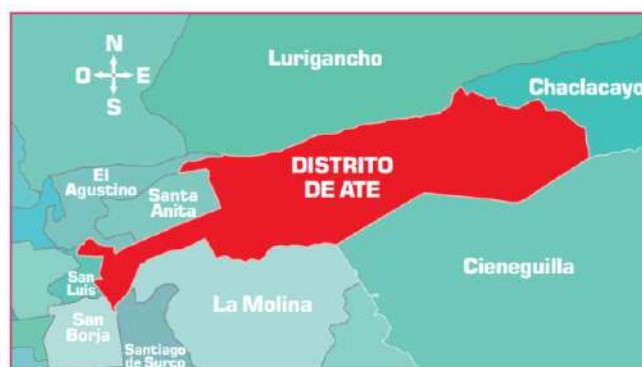 N
Lurigancho
O E
Chaclacayo
S
DISTRITO
DE ATE
El
Agustino
Santa
Anita
Cieneguilla
San
Luis
La Molina
San
Borja
Santiago
de Surco